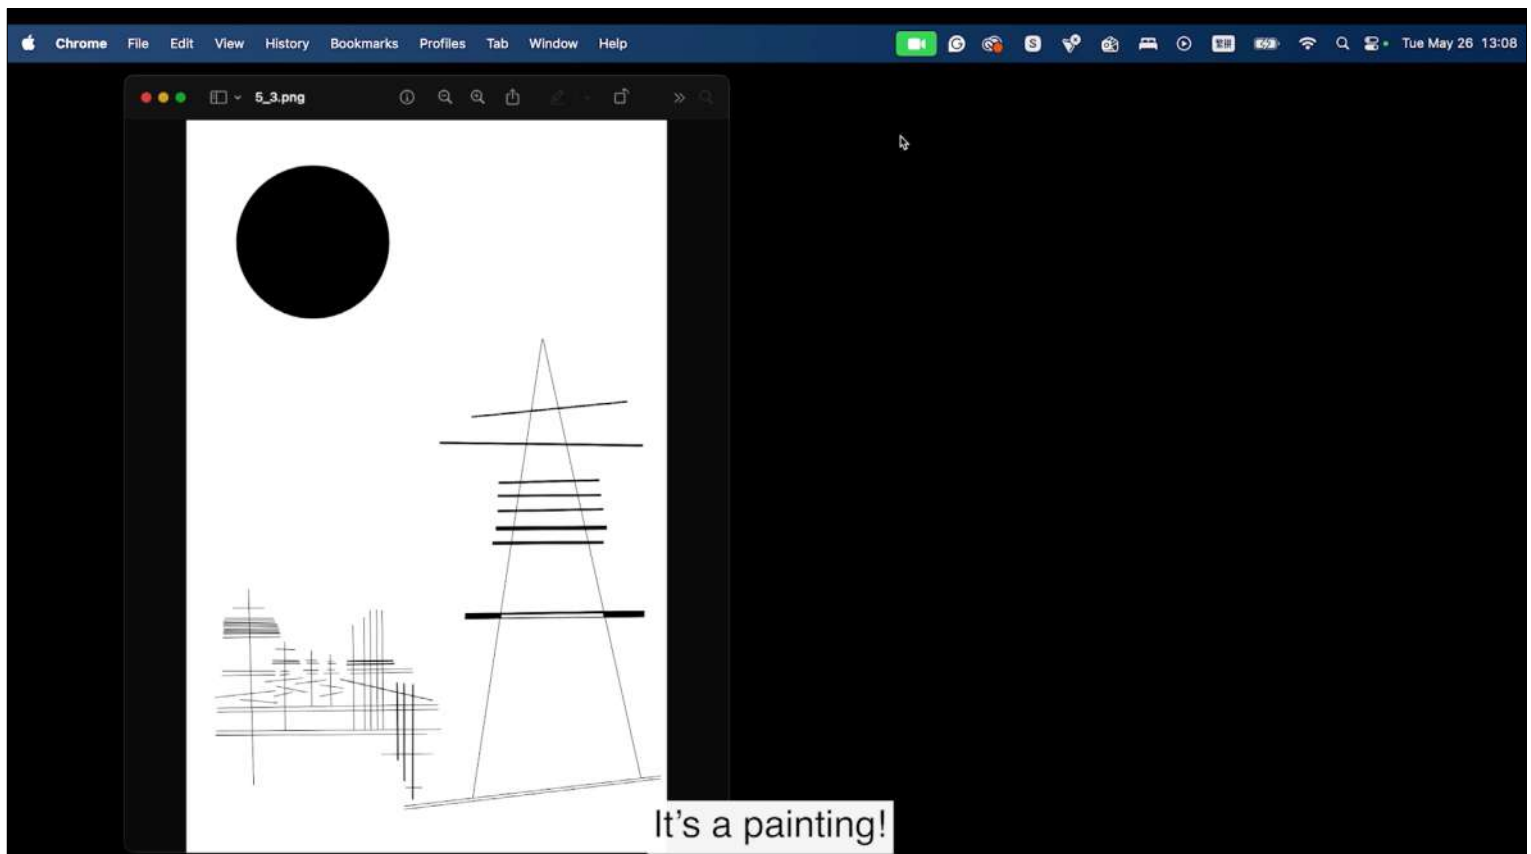 Chrome File Edit View History Bookmarks Profiles Tab Window Help Tue May 26 13:08
5_3.png
It's a painting!